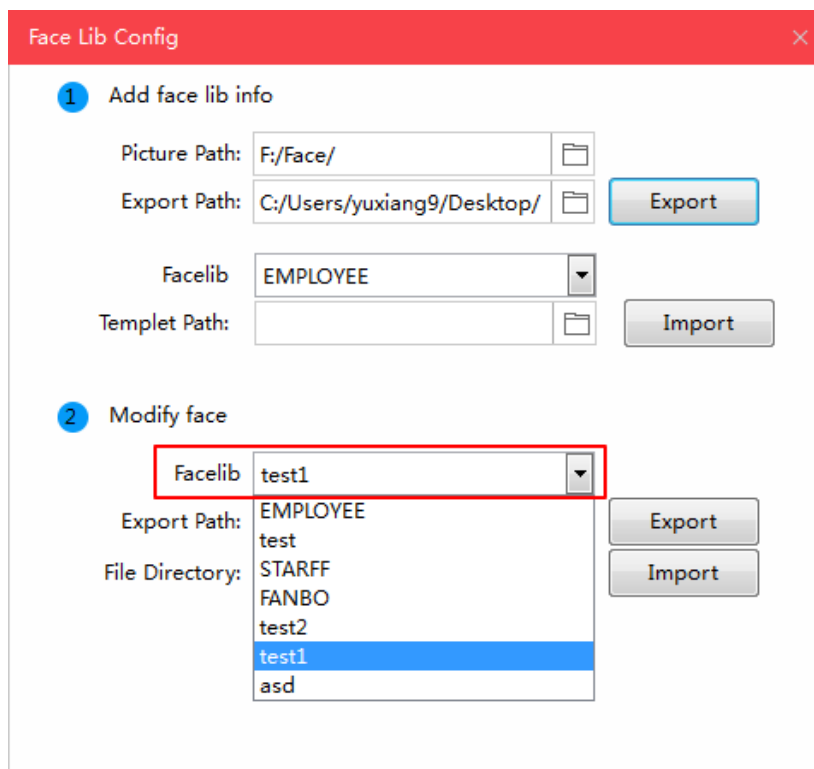 Face Lib Config
1 Add face lib info
Picture Path: F:/Face/
Export Path: C:/Users/yuxiang9/Desktop/ Export
Facelib EMPLOYEE
Templet Path: Import
2 Modify face
Facelib test1
EMPLOYEE
Export Path: Export
test
File Directory: STARFF Import
FANBO
test2
test1
asd